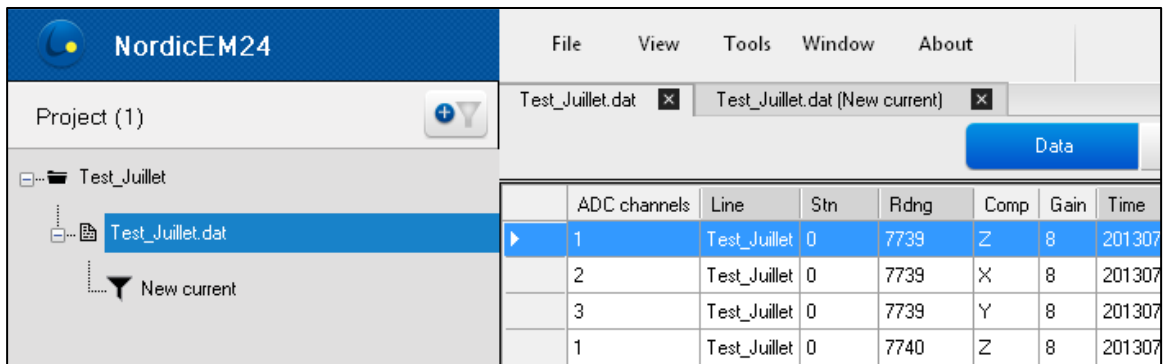 NordicEM24
File View Tools Window About
Project (1)
Test_Juillet.dat Test_Juillet.dat (New current)
Data
Test_Juillet
Test_Juillet.dat
New current
ADC channels Line Stn Rdng Comp Gain Time
1 Test_Juillet 0 7739 Z 8 201307
2 Test_Juillet 0 7739 X 8 201307
3 Test_Juillet 0 7739 Y 8 201307
1 Test_Juillet 0 7740 Z 8 201307